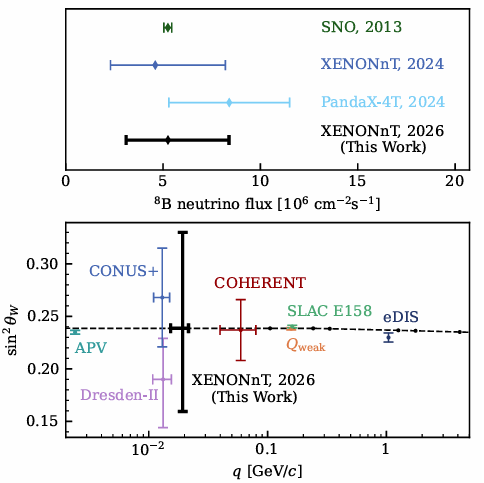 SNO, 2013
XENONnT, 2024
PandaX-4T, 2024
XENONnT, 2026
(This Work)
0 5 10 15 20
⁸B neutrino flux [10⁶ cm⁻²s⁻¹]
0.30
0.25
0.20
0.15
sin²θ_W
CONUS+
COHERENT
SLAC E158
eDIS
APV
Q_weak
Dresden-II
XENONnT, 2026
(This Work)
10⁻² 0.1 1
q [GeV/c]